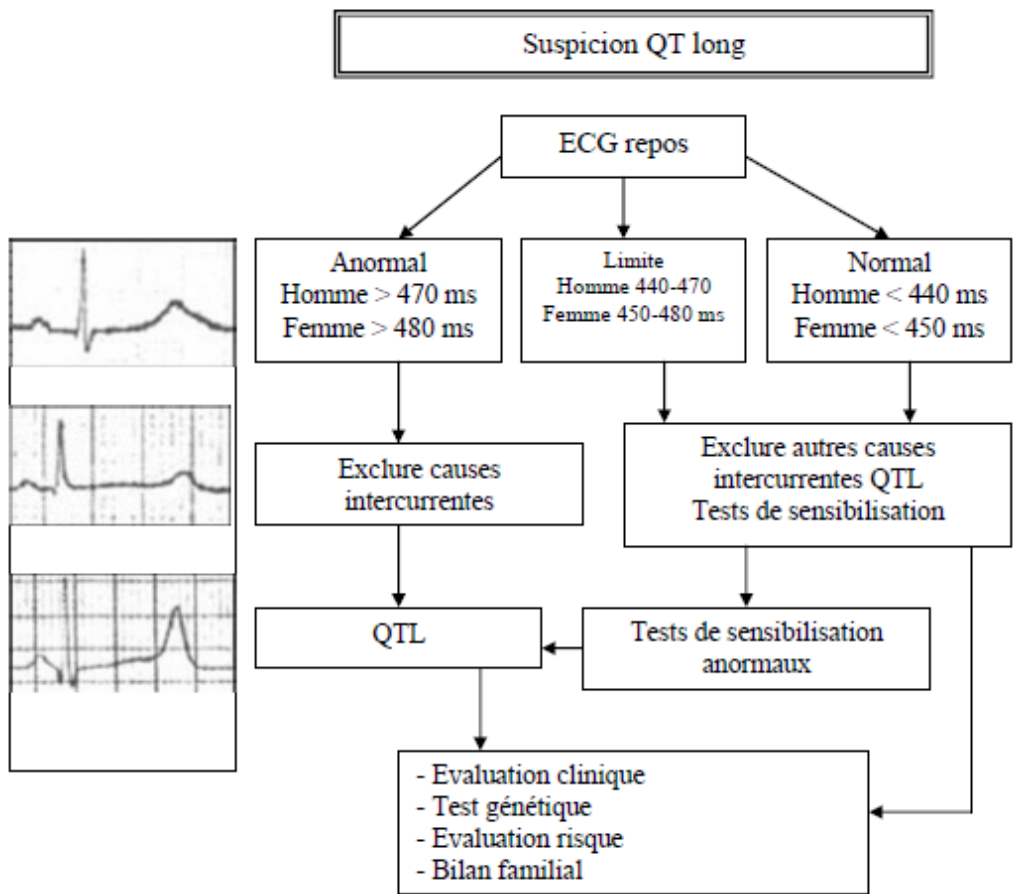 Suspicion QT long
ECG repos
Anormal
Homme > 470 ms
Femme > 480 ms
Limite
Homme 440-470
Femme 450-480 ms
Normal
Homme < 440 ms
Femme < 450 ms
Exclure causes
intercurrentes
Exclure autres causes
intercurrentes QTL
Tests de sensibilisation
QTL
Tests de sensibilisation
anormaux
- Evaluation clinique
- Test génétique
- Evaluation risque
- Bilan familial